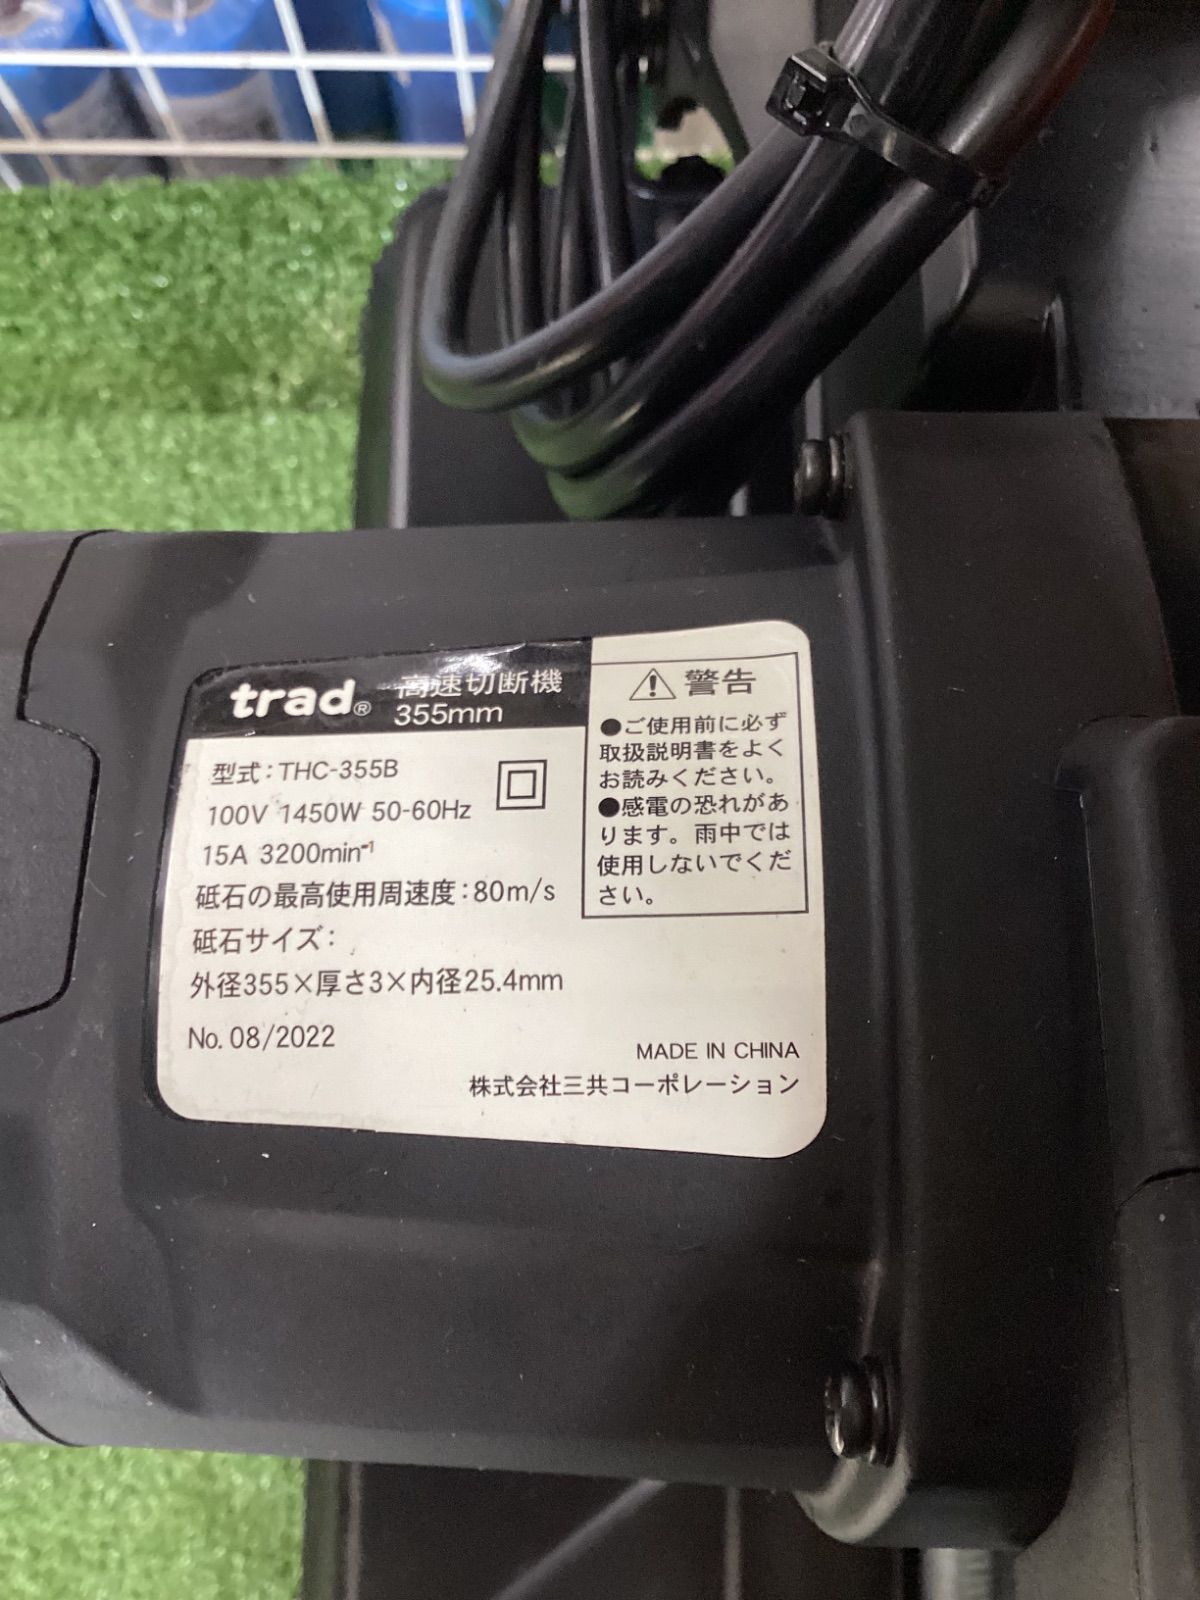 trad® 高速切断機
355mm
型式：THC-355B
100V 1450W 50-60Hz
15A 3200min⁻¹
砥石の最高使用周速度：80m/s
砥石サイズ：
外径355×厚さ3×内径25.4mm
No. 08/2022
MADE IN CHINA
株式会社三共コーポレーション
警告
●ご使用前に必ず
取扱説明書をよく
お読みください。
●感電の恐れがあ
ります。雨中では
使用しないでくだ
さい。